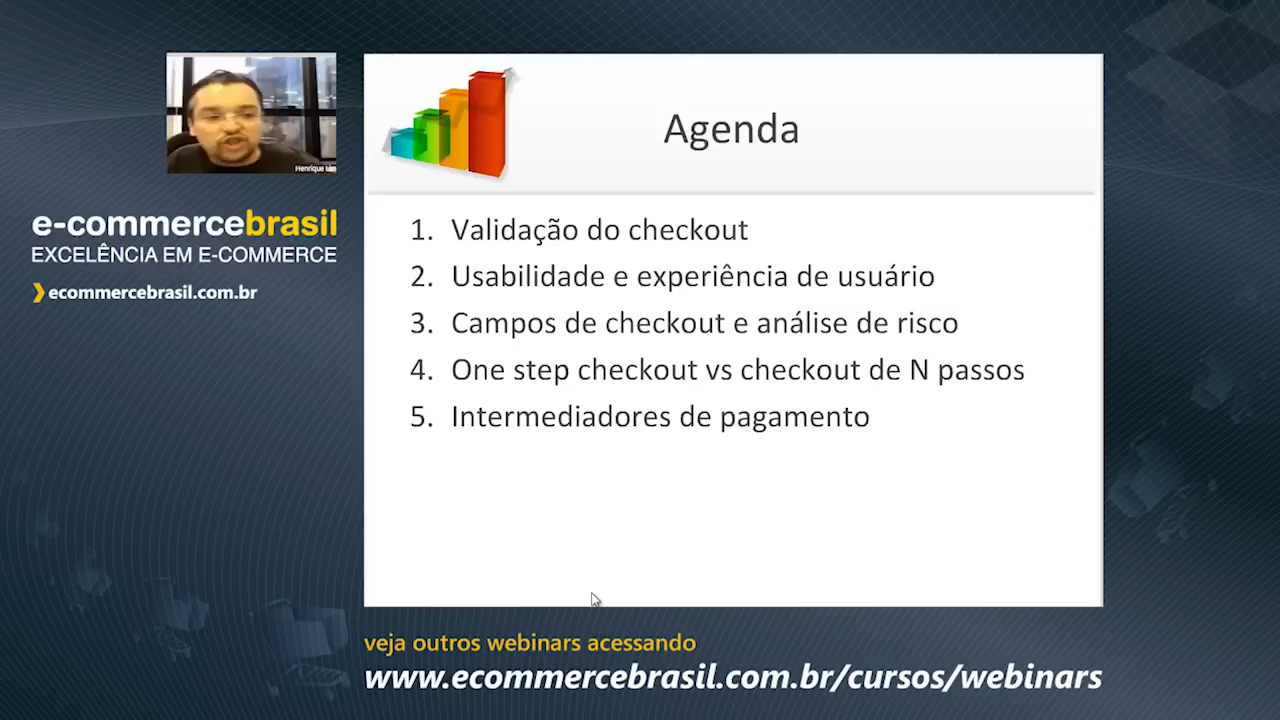 Henrique
e-commercebrasil
EXCELÊNCIA EM E-COMMERCE
ecommercebrasil.com.br
Agenda
1. Validação do checkout
2. Usabilidade e experiência de usuário
3. Campos de checkout e análise de risco
4. One step checkout vs checkout de N passos
5. Intermediadores de pagamento
veja outros webinars acessando
www.ecommercebrasil.com.br/cursos/webinars